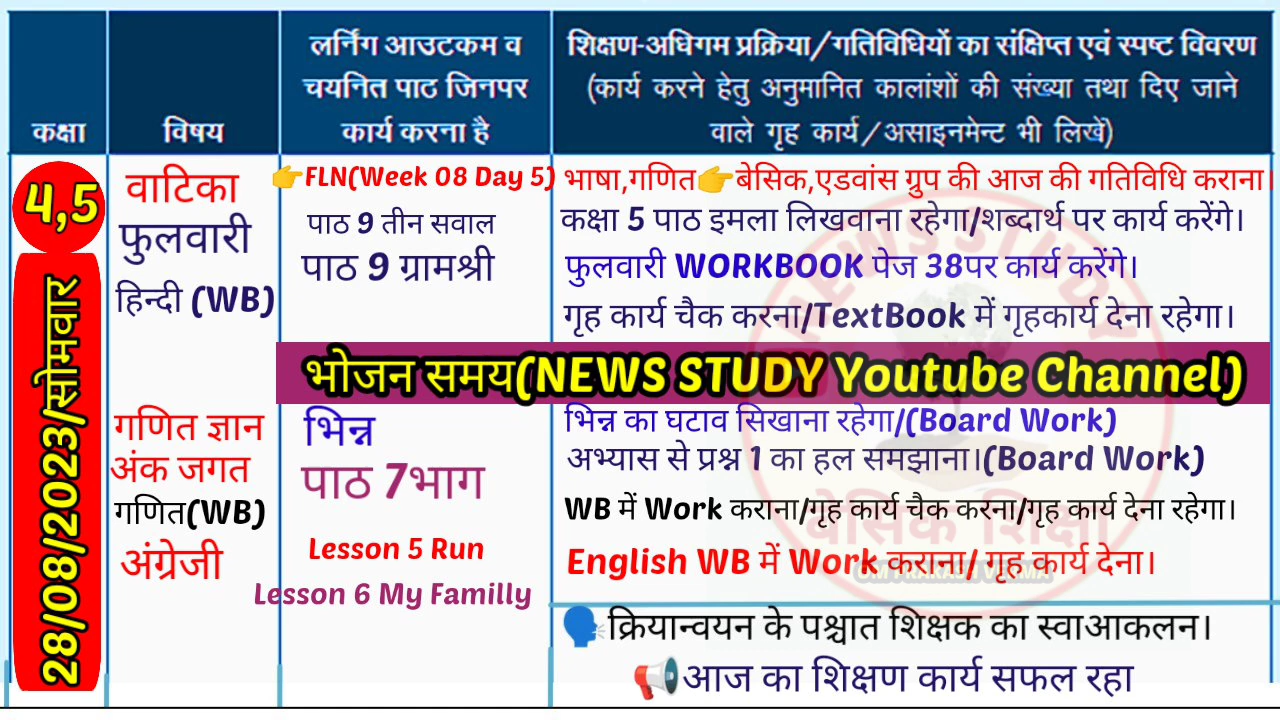 कक्षा
विषय
लर्निंग आउटकम व
चयनित पाठ जिनपर
कार्य करना है
शिक्षण-अधिगम प्रक्रिया/गतिविधियों का संक्षिप्त एवं स्पष्ट विवरण
(कार्य करने हेतु अनुमानित कालांशों की संख्या तथा दिए जाने
वाले गृह कार्य/असाइनमेन्ट भी लिखें)
4,5
28/08/2023/सोमवार
वाटिका
फुलवारी
हिन्दी (WB)
👉FLN(Week 08 Day 5)
पाठ 9 तीन सवाल
पाठ 9 ग्रामश्री
भाषा,गणित👉बेसिक,एडवांस ग्रुप की आज की गतिविधि कराना।
कक्षा 5 पाठ इमला लिखवाना रहेगा/शब्दार्थ पर कार्य करेंगे।
फुलवारी WORKBOOK पेज 38पर कार्य करेंगे।
गृह कार्य चैक करना/TextBook में गृहकार्य देना रहेगा।
भोजन समय(NEWS STUDY Youtube Channel)
गणित ज्ञान
अंक जगत
गणित(WB)
अंग्रेजी
भिन्न
पाठ 7भाग
Lesson 5 Run
Lesson 6 My Familly
भिन्न का घटाव सिखाना रहेगा/(Board Work)
अभ्यास से प्रश्न 1 का हल समझाना।(Board Work)
WB में Work कराना/गृह कार्य चैक करना/गृह कार्य देना रहेगा।
English WB में Work कराना/ गृह कार्य देना।
🗣क्रियान्वयन के पश्चात शिक्षक का स्वाआकलन।
📢आज का शिक्षण कार्य सफल रहा
NEWS STUDY
बेसिक शिक्षा
OM PRAKASH VERMA